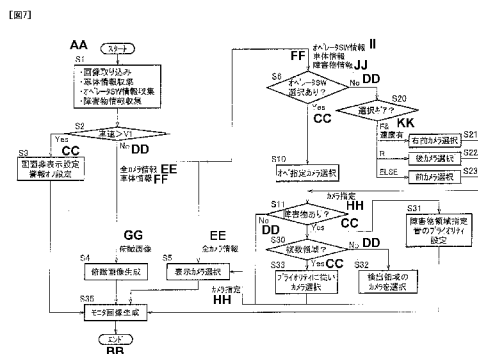 [図7]
AA
スタート
S1
・画像取り込み
・車体情報収集
・オペレータSW情報収集
・障害物情報収集
S2
車速>V1
Yes
CC
No
DD
S3
囲画像表示設定
警報オフ設定
全カメラ情報 EE
車体情報 FF
GG
俯瞰画像
EE
全カメラ情報
S4
俯瞰画像生成
S5
表示カメラ選択
カメラ指定
HH
S35
モニタ画像生成
エンド
BB
オペレータSW情報 II
車体情報
障害物情報 JJ
FF
S6
オペレータSW
選択あり?
No DD
Yes
CC
S20
選択ギア?
KK
F&
速度有
S21
右前カメラ選択
R
S22
後カメラ選択
ELSE
S23
前カメラ選択
S10
オペ指定カメラ選択
カメラ指定
HH
S11
障害物あり?
No
DD
Yes
CC
S31
障害物領域指定
毎のプライオリティ
設定
S30
複数領域?
No
DD
Yes CC
S33
プライオリティに従い
カメラ選択
S32
検出領域の
カメラを選択